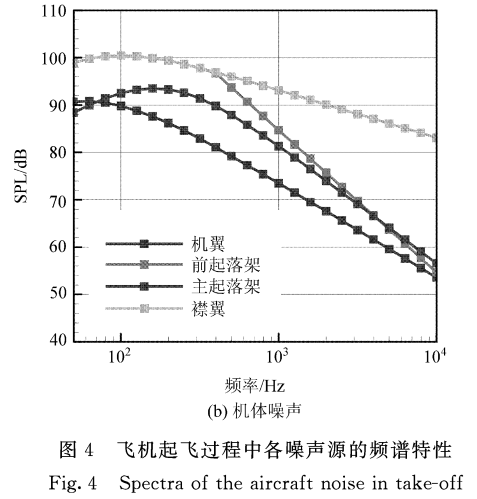 110
100
90
80
70
60
50
40
SPL/dB
机翼
前起落架
主起落架
襟翼
10²
10³
10⁴
频率/Hz
(b) 机体噪声
图 4 飞机起飞过程中各噪声源的频谱特性
Fig. 4 Spectra of the aircraft noise in take-off